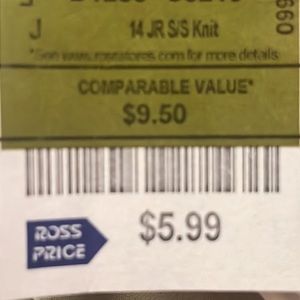 J 14 JR S/S Knit
*See www.rossstores.com for more details
COMPARABLE VALUE*
$9.50
ROSS
PRICE
$5.99